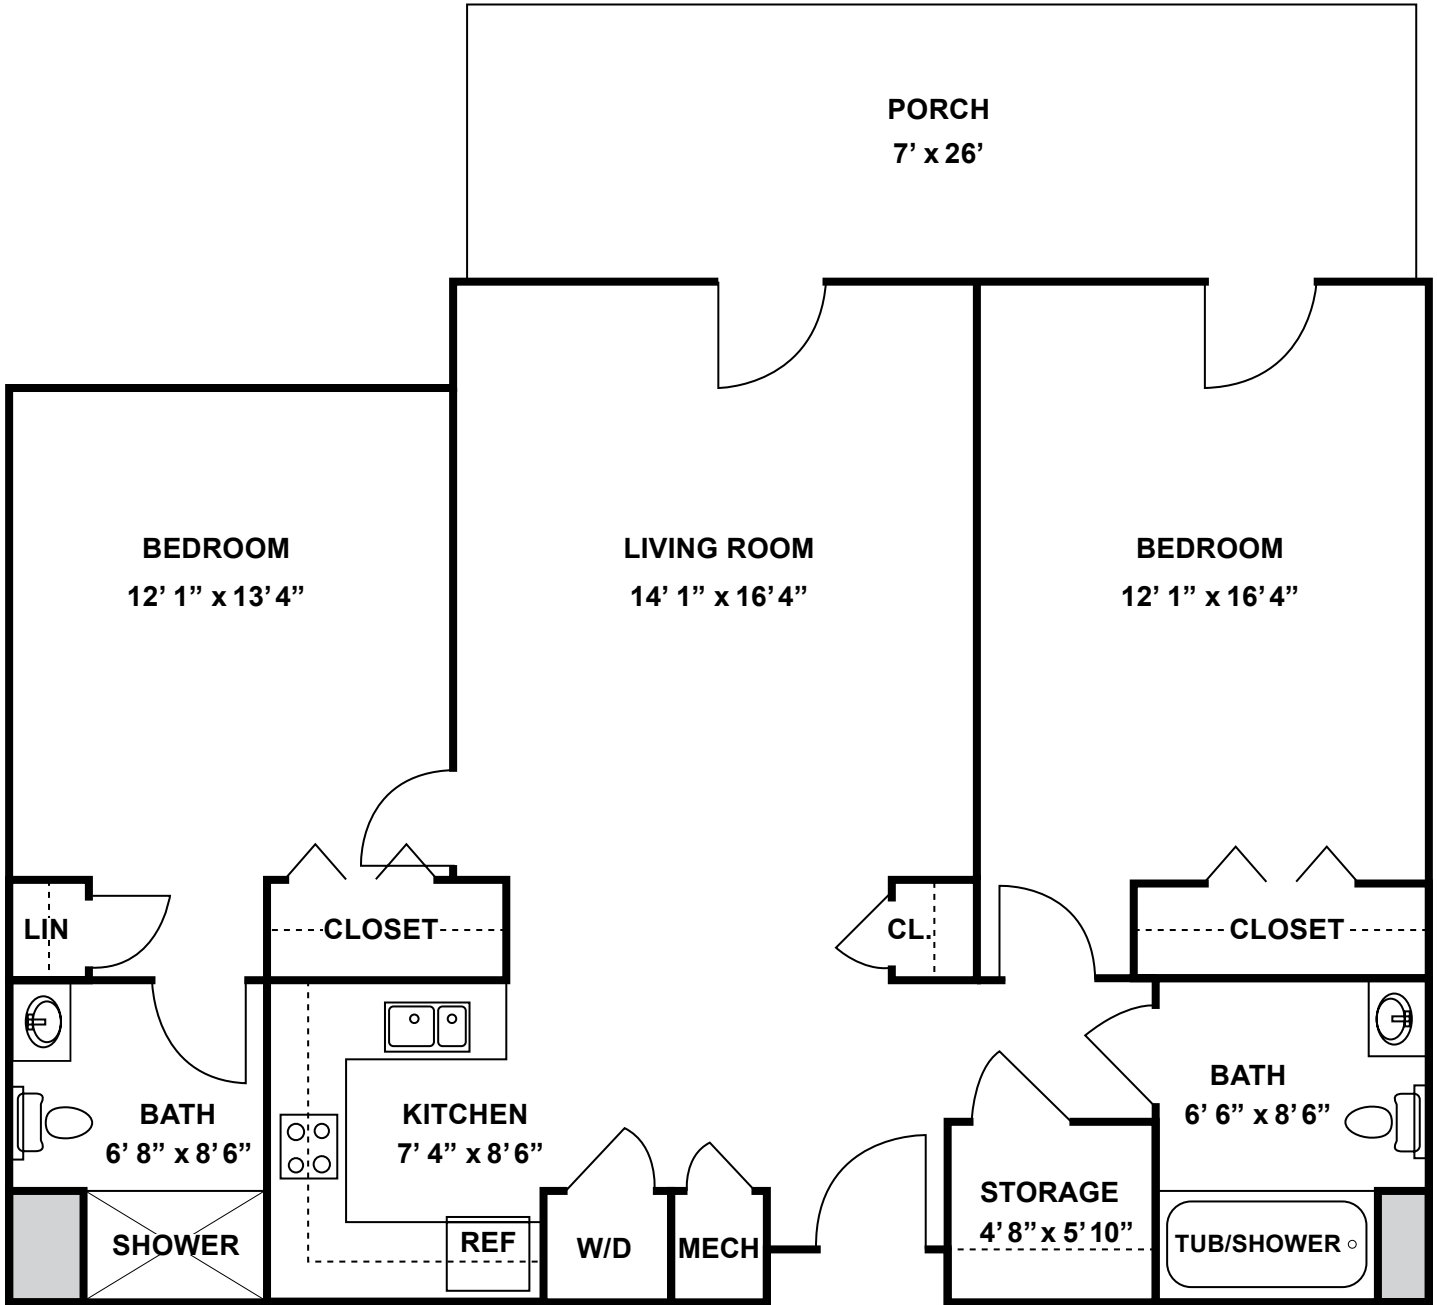 PORCH
7’ x 26’
BEDROOM
12’ 1” x 13’ 4”
LIVING ROOM
14’ 1” x 16’ 4”
BEDROOM
12’ 1” x 16’ 4”
LIN
CLOSET
CL.
CLOSET
BATH
6’ 8” x 8’ 6”
KITCHEN
7’ 4” x 8’ 6”
BATH
6’ 6” x 8’ 6”
STORAGE
4’ 8” x 5’ 10”
SHOWER
REF
W/D
MECH
TUB/SHOWER